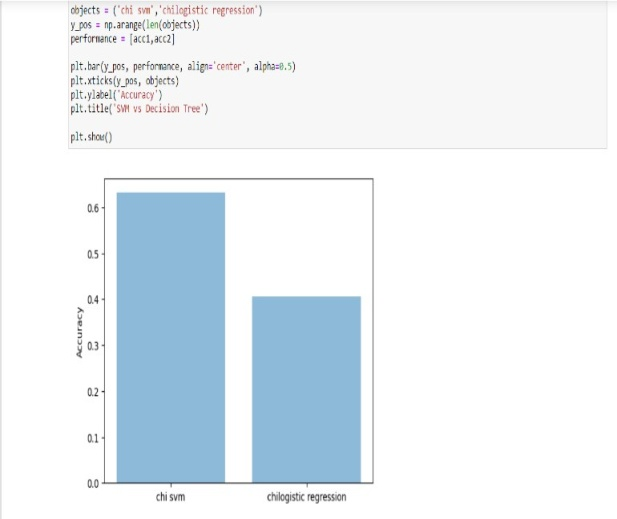 objects = ('chi svm','chilogistic regression')
y_pos = np.arange(len(objects))
performance = [acc1,acc2]
plt.bar(y_pos, performance, align='center', alpha=0.5)
plt.xticks(y_pos, objects)
plt.ylabel('Accuracy')
plt.title('SVM vs Decision Tree')
plt.show()
0.6
0.5
0.4
0.3
0.2
0.1
0.0
Accuracy
chi svm
chilogistic regression